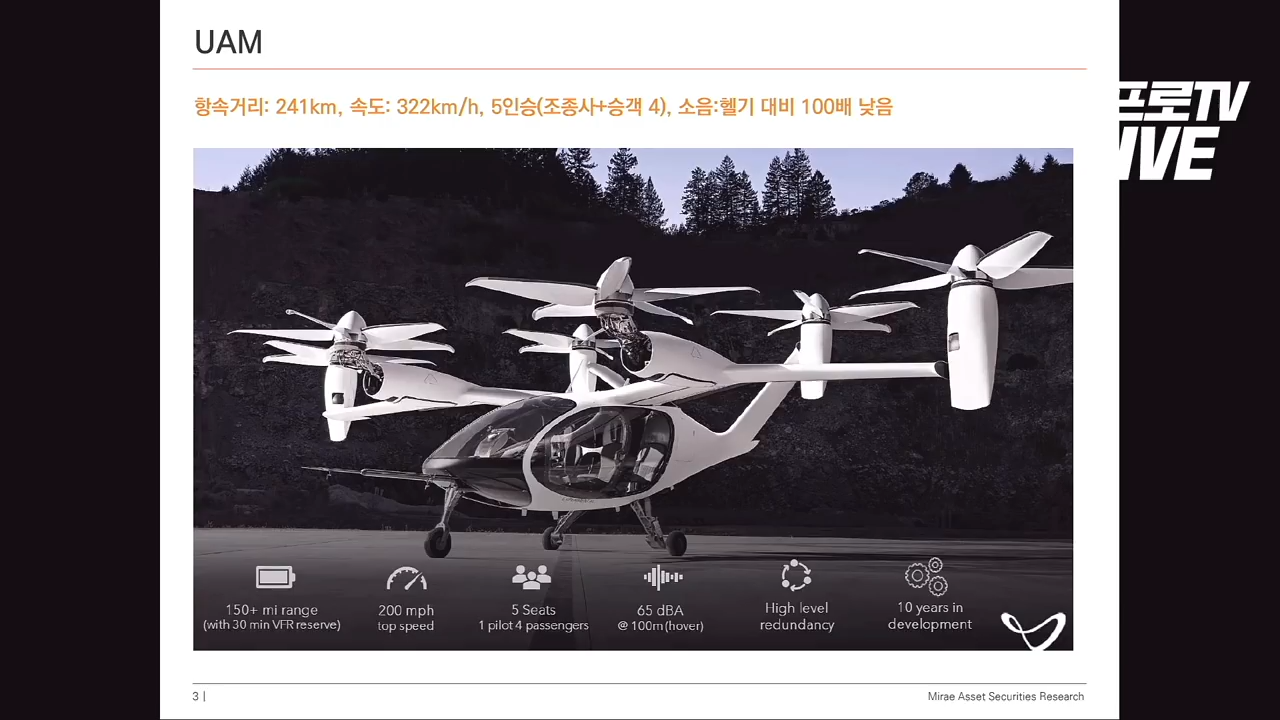 UAM
항속거리: 241km, 속도: 322km/h, 5인승(조종사+승객 4), 소음:헬기 대비 100배 낮음
프로TV
IVE
150+ mi range
(with 30 min VFR reserve)
200 mph
top speed
5 Seats
1 pilot 4 passengers
65 dBA
@ 100m (hover)
High level
redundancy
10 years in
development
3 |
Mirae Asset Securities Research